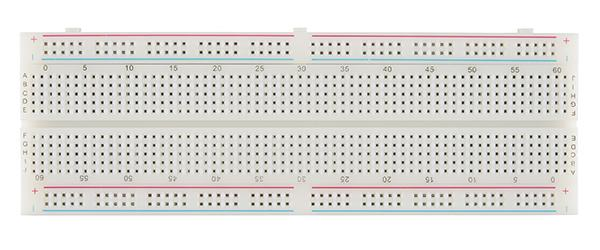 + +
− −
0 5 10 15 20 25 30 35 40 45 50 55 60
A J
B I
C H
D G
E F
F E
G D
H C
I B
J A
60 55 50 45 40 35 30 25 20 15 10 5 0
+ +
− −